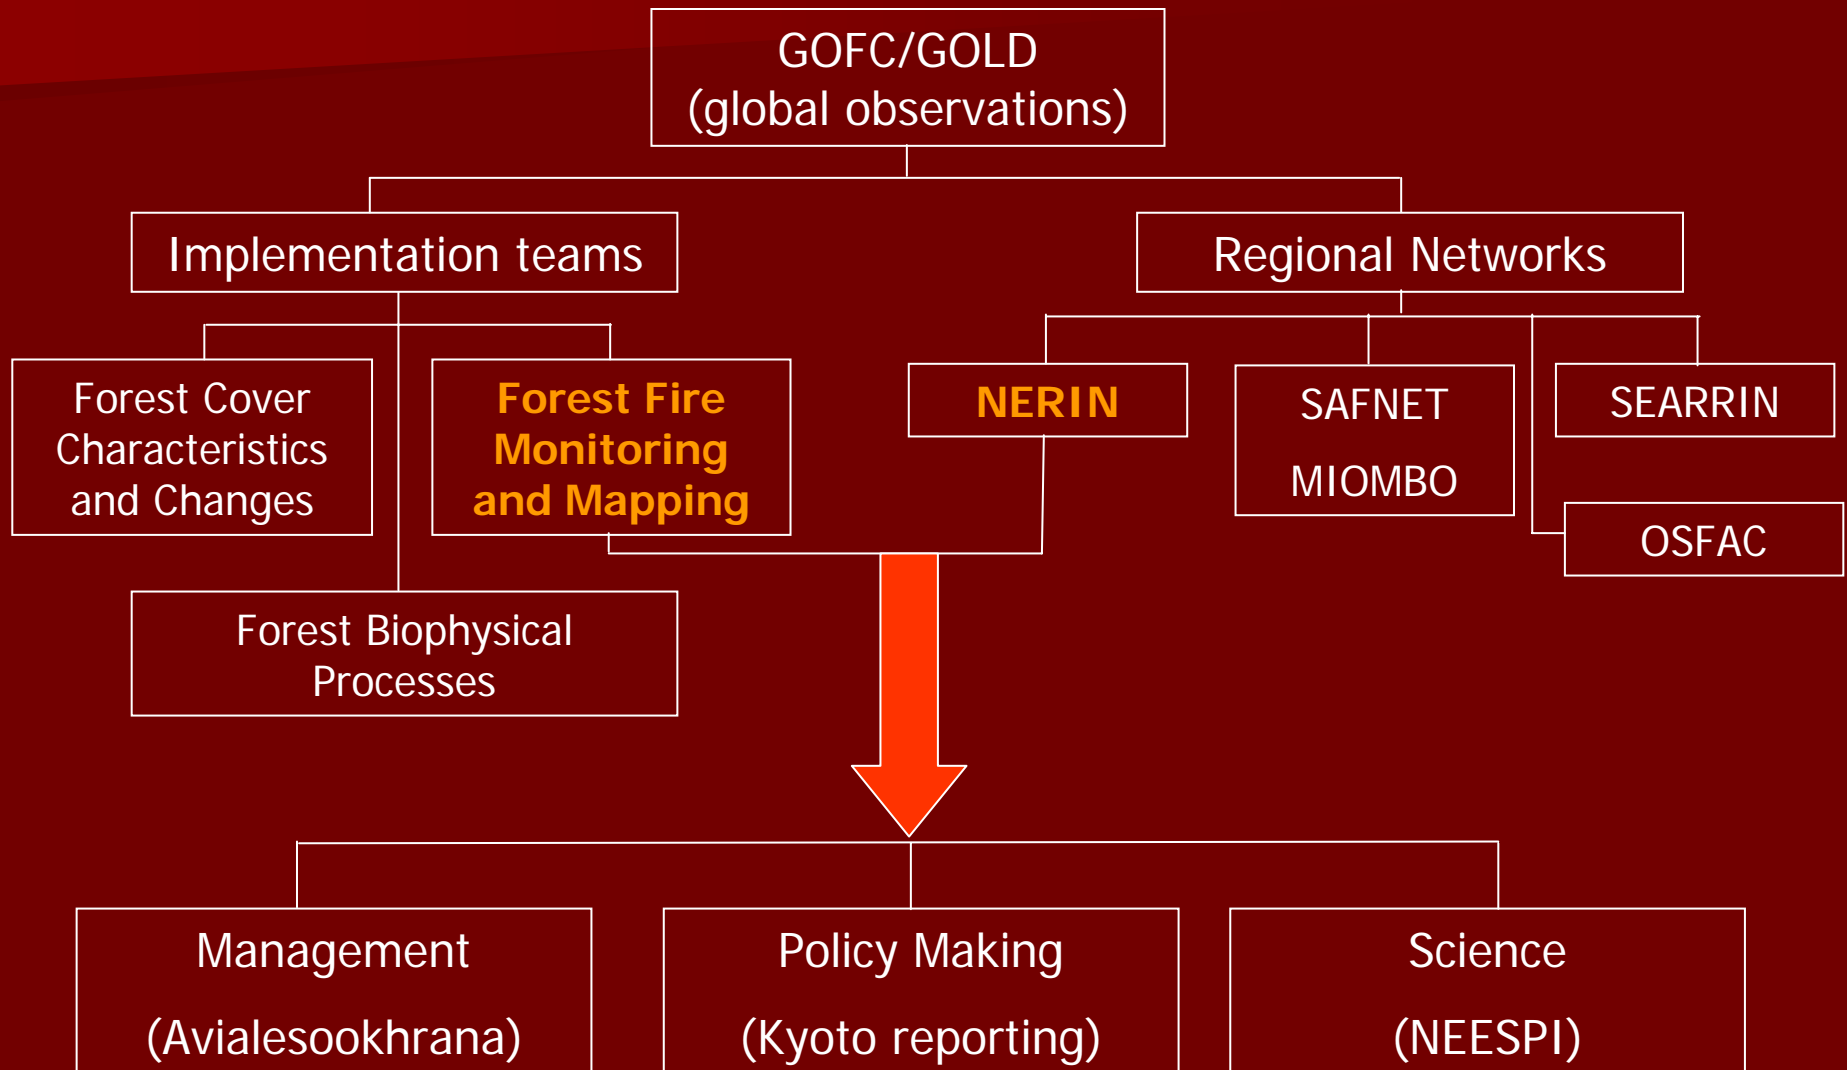 GOFC/GOLD
(global observations)
Implementation teams
Regional Networks
Forest Cover
Characteristics
and Changes
Forest Fire
Monitoring
and Mapping
NERIN
SAFNET
MIOMBO
SEARRIN
OSFAC
Forest Biophysical
Processes
Management
(Avialesookhrana)
Policy Making
(Kyoto reporting)
Science
(NEESPI)